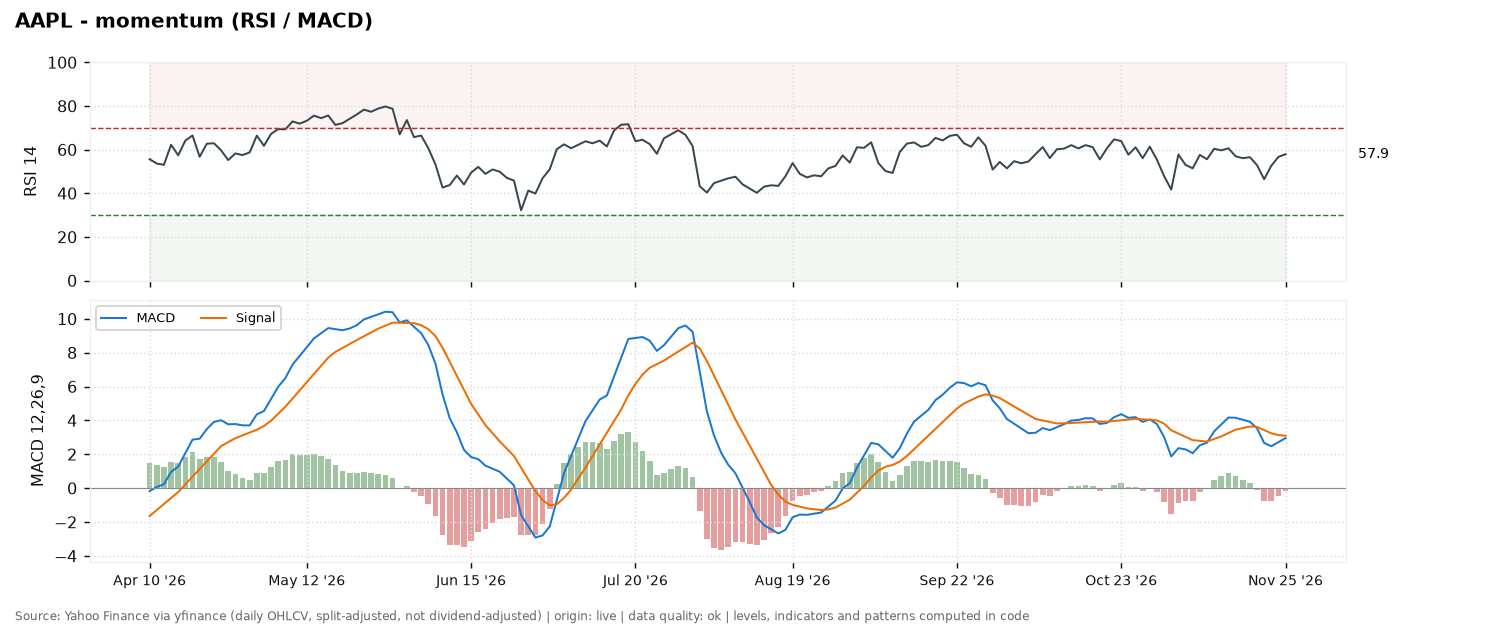 AAPL - momentum (RSI / MACD)
100
80
60
40
20
0
RSI 14
57.9
MACD
Signal
10
8
6
4
2
0
−2
−4
MACD 12,26,9
Apr 10 '26
May 12 '26
Jun 15 '26
Jul 20 '26
Aug 19 '26
Sep 22 '26
Oct 23 '26
Nov 25 '26
Source: Yahoo Finance via yfinance (daily OHLCV, split-adjusted, not dividend-adjusted) | origin: live | data quality: ok | levels, indicators and patterns computed in code